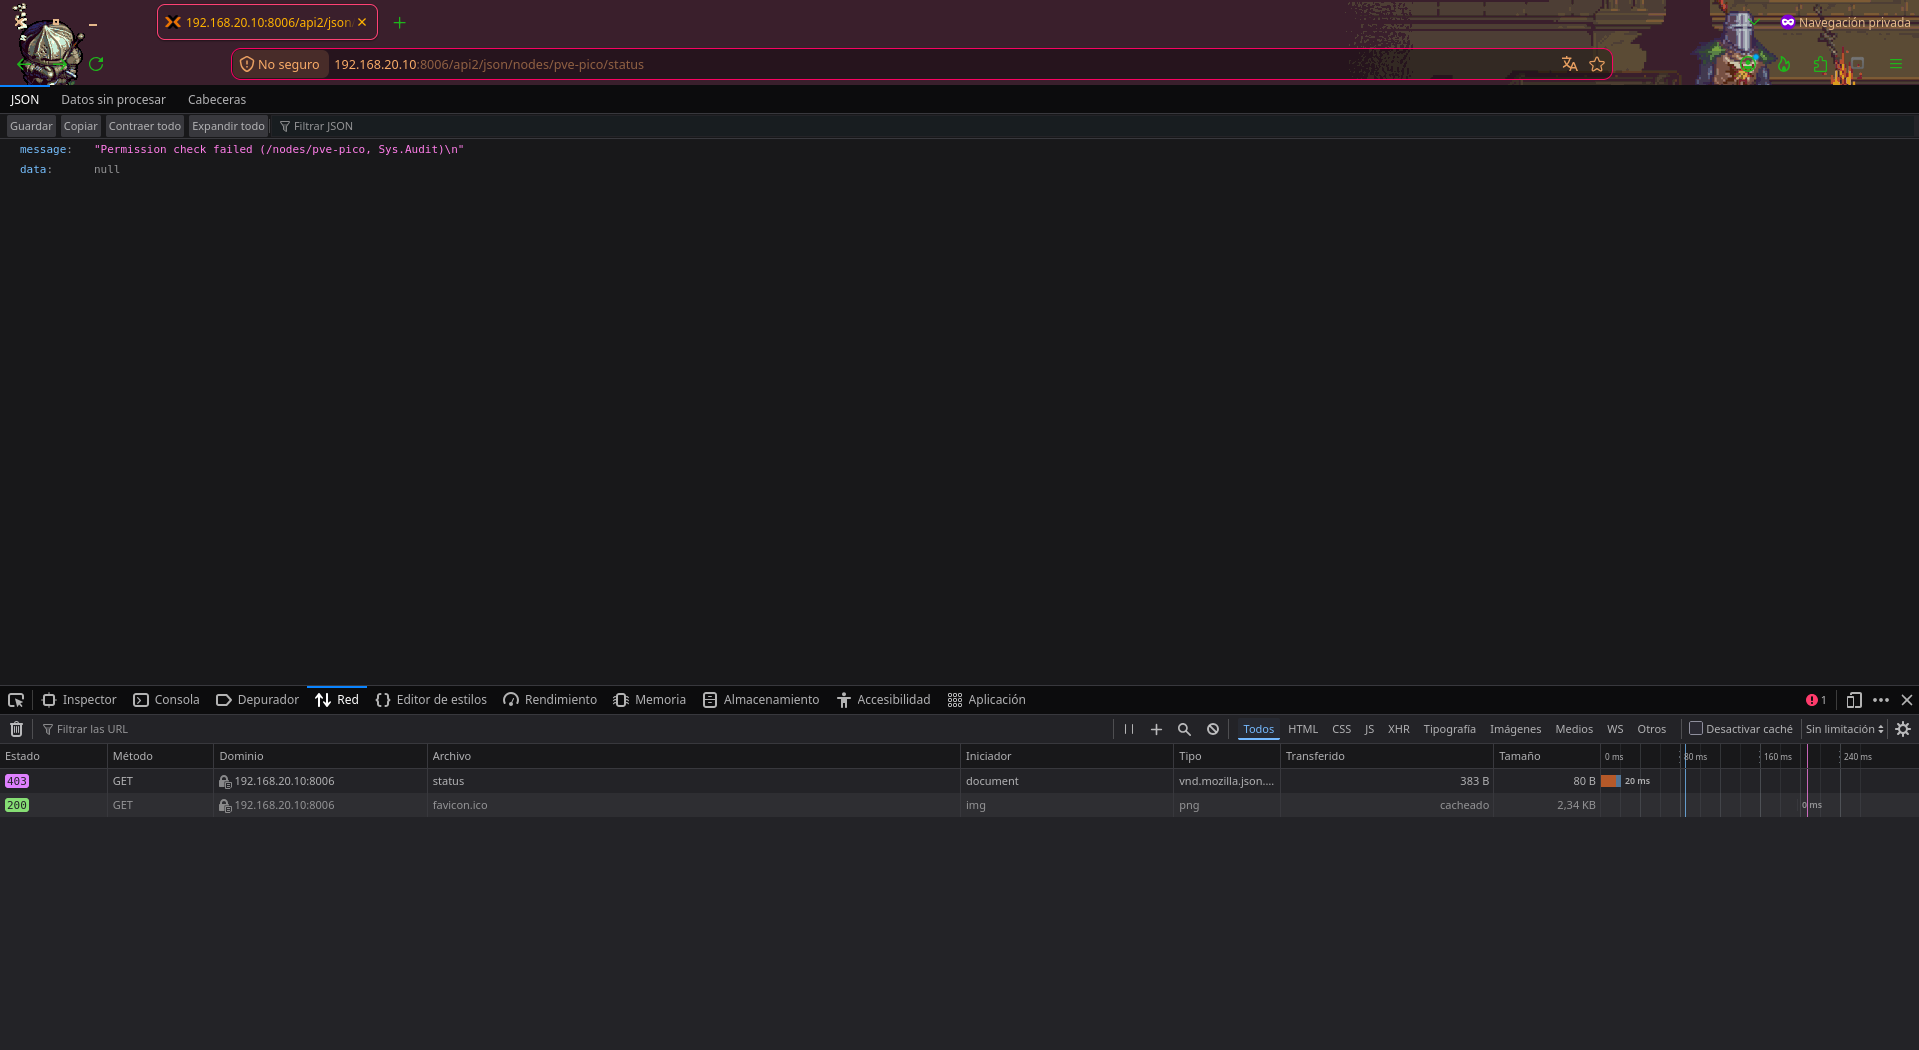 192.168.20.10:8006/api2/json
Navegación privada
No seguro 192.168.20.10:8006/api2/json/nodes/pve-pico/status
JSON Datos sin procesar Cabeceras
Guardar Copiar Contraer todo Expandir todo Filtrar JSON
message: "Permission check failed (/nodes/pve-pico, Sys.Audit)\n"
data: null
Inspector Consola Depurador Red Editor de estilos Rendimiento Memoria Almacenamiento Accesibilidad Aplicación 1
Filtrar las URL Todos HTML CSS JS XHR Tipografía Imágenes Medios WS Otros Desactivar caché Sin limitación
Estado Método Dominio Archivo Iniciador Tipo Transferido Tamaño 0 ms 80 ms 160 ms 240 ms
403 GET 192.168.20.10:8006 status document vnd.mozilla.json.... 383 B 80 B 20 ms
200 GET 192.168.20.10:8006 favicon.ico img png cacheado 2,34 KB 0 ms